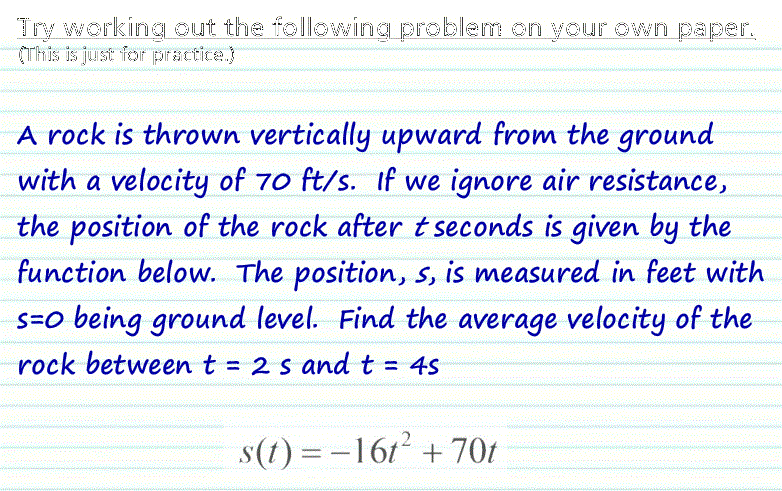 Try working out the following problem on your own paper.
(This is just for practice.)
A rock is thrown vertically upward from the ground
with a velocity of 70 ft/s. If we ignore air resistance,
the position of the rock after t seconds is given by the
function below. The position, s, is measured in feet with
s=0 being ground level. Find the average velocity of the
rock between t = 2 s and t = 4s
s(t) = −16t² + 70t